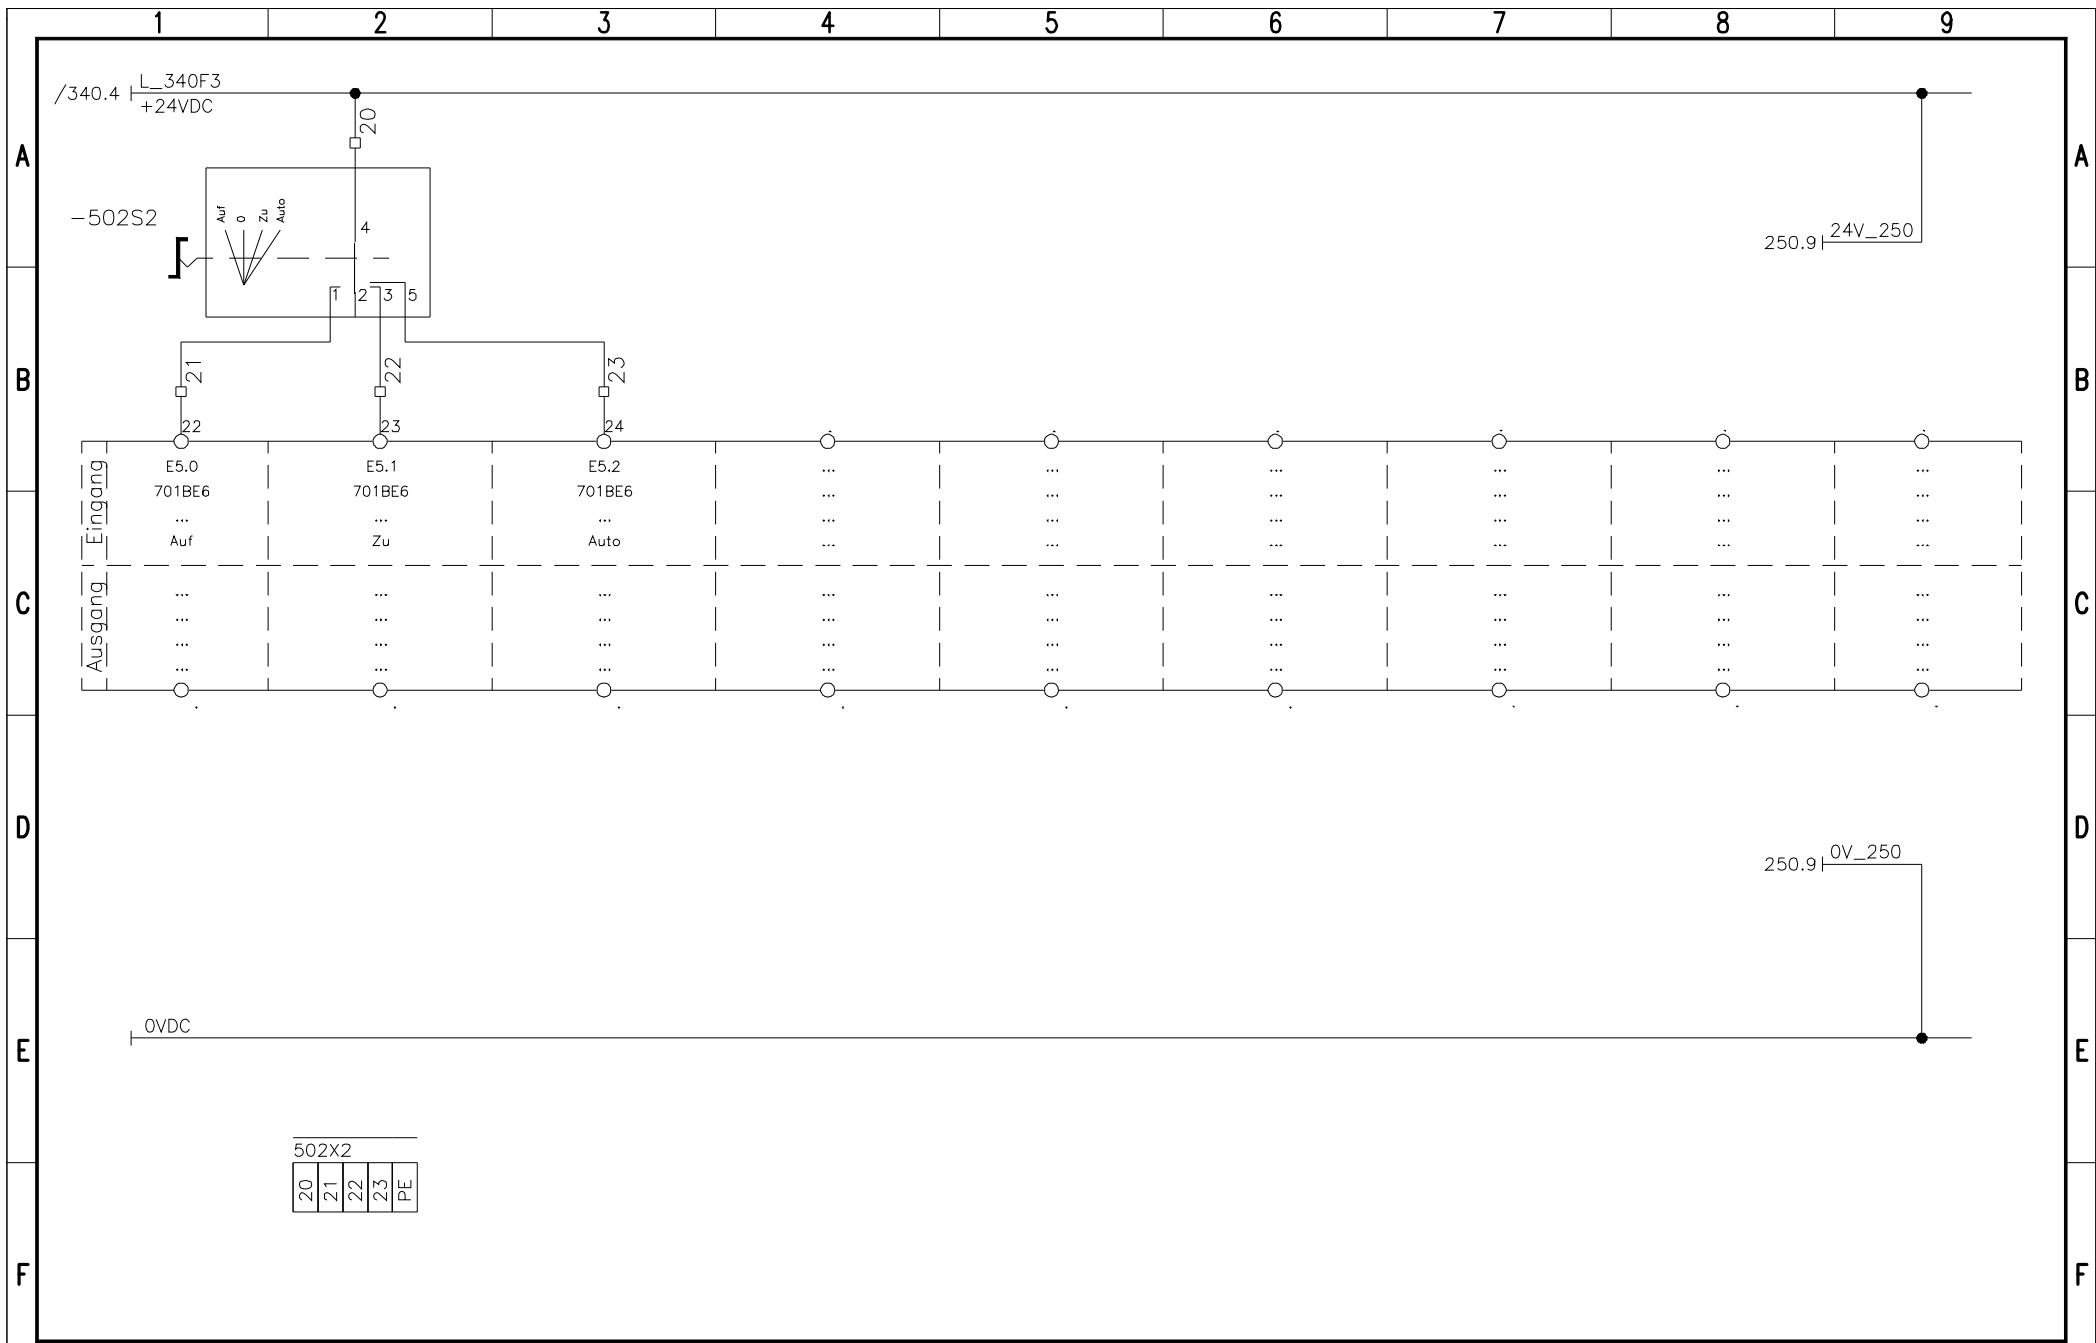 1 2 3 4 5 6 7 8 9
/340.4 L_340F3
+24VDC
20
A A
-502S2
Auf 0 Zu Auto
4
250.9 24V_250
1 2 3 5
21 22 23
B B
22 23 24
Eingang
E5.0 E5.1 E5.2 ... ... ... ... ... ...
701BE6 701BE6 701BE6 ... ... ... ... ... ...
... ... ... ... ... ... ... ... ...
Auf Zu Auto ... ... ... ... ... ...
Ausgang
... ... ... ... ... ... ... ... ...
C C
... ... ... ... ... ... ... ... ...
... ... ... ... ... ... ... ... ...
... ... ... ... ... ... ... ... ...
D D
250.9 0V_250
0VDC
E E
502X2
20 21 22 23 PE
F F